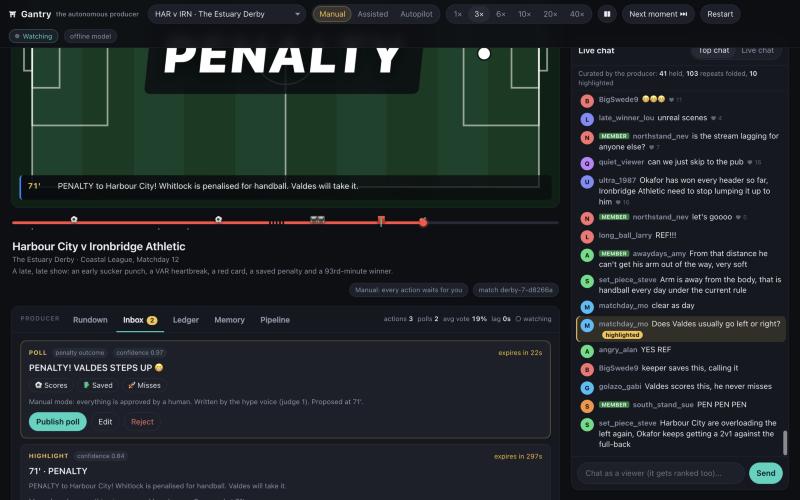 Gantry the autonomous producer
HAR v IRN · The Estuary Derby
Manual Assisted Autopilot
1× 3× 6× 10× 20× 40×
Next moment
Restart
Watching
offline model
PENALTY
71' PENALTY to Harbour City! Whitlock is penalised for handball. Valdes will take it.
Harbour City v Ironbridge Athletic
The Estuary Derby · Coastal League, Matchday 12
A late, late show: an early sucker punch, a VAR heartbreak, a red card, a saved penalty and a 93rd-minute winner.
Manual: every action waits for you
match derby-7-d8266a
PRODUCER Rundown Inbox 2 Ledger Memory Pipeline
actions 3 polls 2 avg vote 19% lag 0s watching
POLL penalty outcome confidence 0.97 expires in 22s
PENALTY! VALDES STEPS UP
Scores Saved Misses
Manual mode: everything is approved by a human. Written by the hype voice (judge 1). Proposed at 71'.
Publish poll Edit Reject
HIGHLIGHT confidence 0.64 expires in 297s
71' · PENALTY
PENALTY to Harbour City! Whitlock is penalised for handball. Valdes will take it.
Live chat
Top chat Live chat
Curated by the producer: 41 held, 103 repeats folded, 10
highlighted
B BigSwede9 😬😬😬 11
L late_winner_lou unreal scenes 4
N MEMBER northstand_nev is the stream lagging for
anyone else? 7
Q quiet_viewer can we just skip to the pub 16
U ultra_1987 Okafor has won every header so far,
Ironbridge Athletic need to stop lumping it up to
him 16
N MEMBER northstand_nev let's goooo 6
L long_ball_larry REF!!!
A MEMBER awaydays_amy From that distance he
can't get his arm out of the way, very soft
S set_piece_steve Arm is away from the body, that is
handball every day under the current rule
M matchday_mo clear as day
M matchday_mo Does Valdes usually go left or right?
highlighted
A angry_alan YES REF
B BigSwede9 keeper saves this, calling it
G golazo_gabi Valdes scores this, he never misses
S MEMBER south_stand_sue PEN PEN PEN
S set_piece_steve Harbour City are overloading the
left again, Okafor keeps getting a 2v1 against the
full-back
Chat as a viewer (it gets ranked too)...
Send